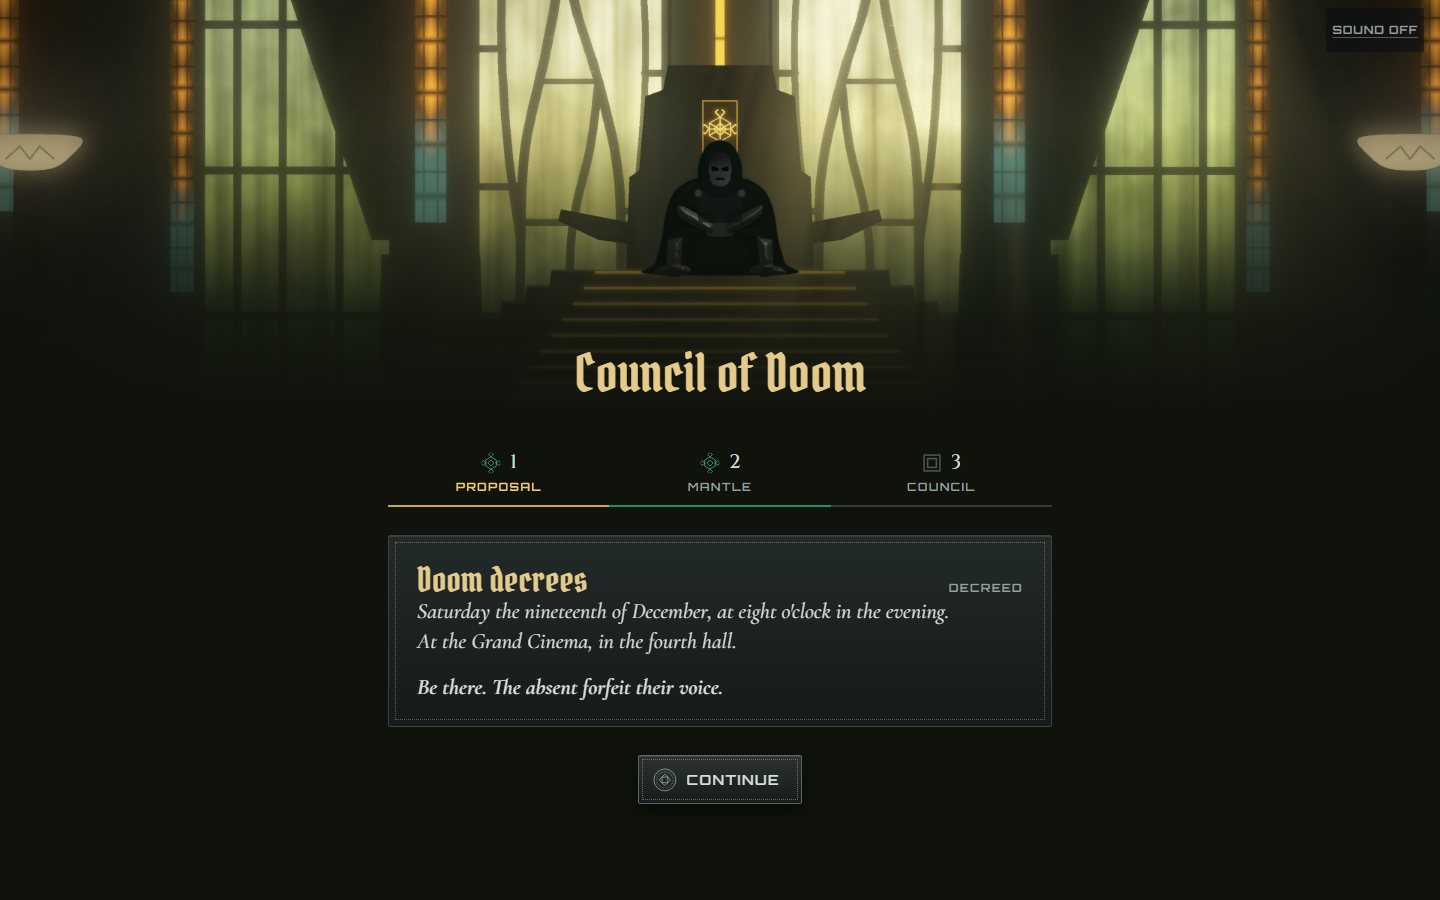 SOUND OFF
Council of Doom
1
PROPOSAL
2
MANTLE
3
COUNCIL
Doom decrees
DECREED
Saturday the nineteenth of December, at eight o'clock in the evening.
At the Grand Cinema, in the fourth hall.
Be there. The absent forfeit their voice.
CONTINUE